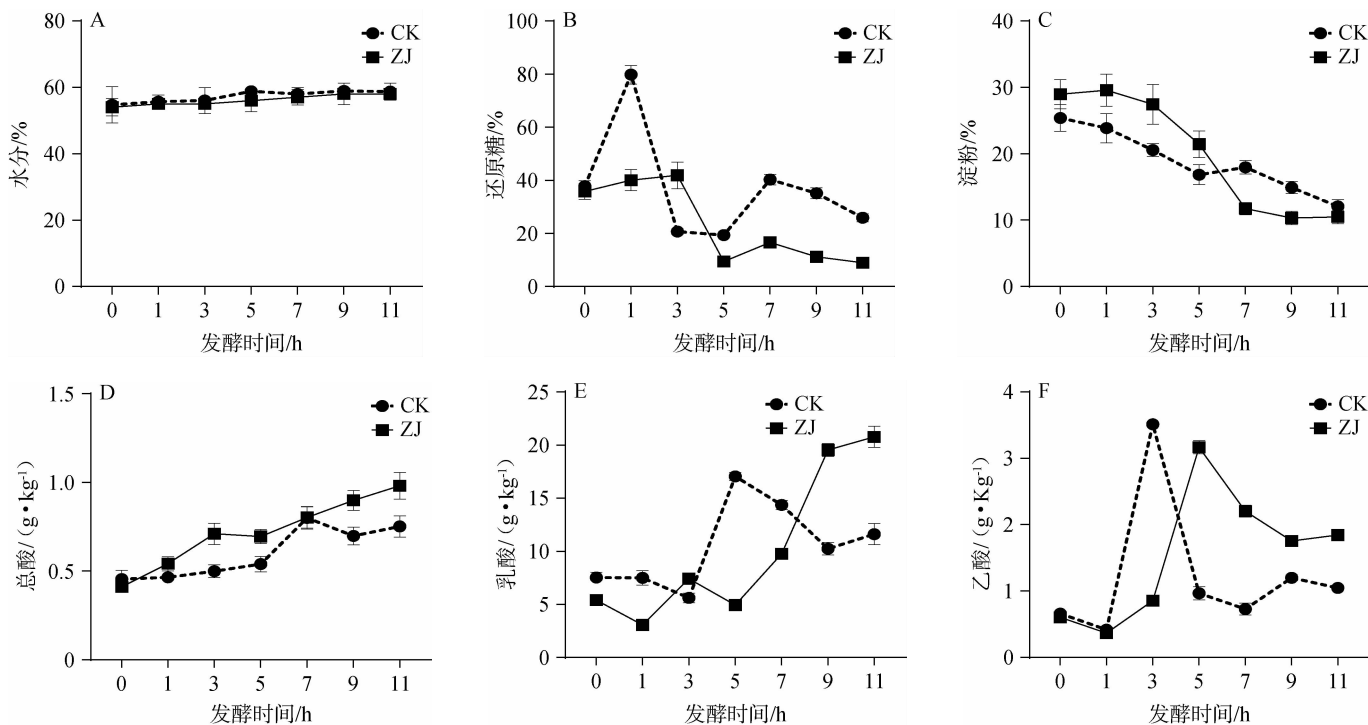 A
CK
ZJ
水分/%
80
60
40
20
0
0 1 3 5 7 9 11
发酵时间/h
B
CK
ZJ
还原糖/%
100
80
60
40
20
0
0 1 3 5 7 9 11
发酵时间/h
C
CK
ZJ
淀粉/%
40
30
20
10
0
0 1 3 5 7 9 11
发酵时间/h
D
CK
ZJ
总酸/(g•kg⁻¹)
1.5
1.0
0.5
0
0 1 3 5 7 9 11
发酵时间/h
E
CK
ZJ
乳酸/(g•kg⁻¹)
25
20
15
10
5
0
0 1 3 5 7 9 11
发酵时间/h
F
CK
ZJ
乙酸/(g•Kg⁻¹)
4
3
2
1
0
0 1 3 5 7 9 11
发酵时间/h